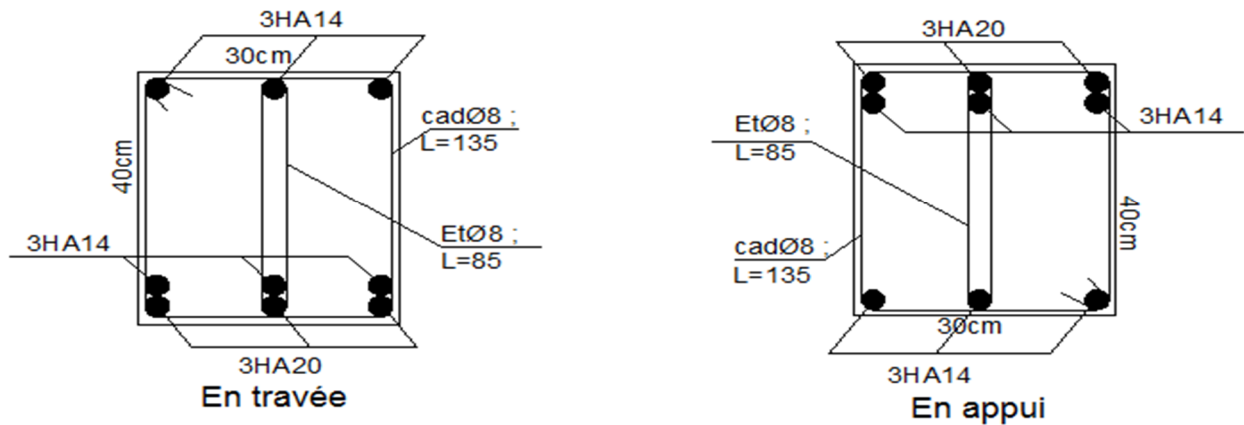 3HA14
30cm
cadØ8 ;
L=135
40cm
EtØ8 ;
L=85
3HA14
3HA20
En travée
3HA20
3HA14
EtØ8 ;
L=85
40cm
cadØ8 ;
L=135
30cm
3HA14
En appui